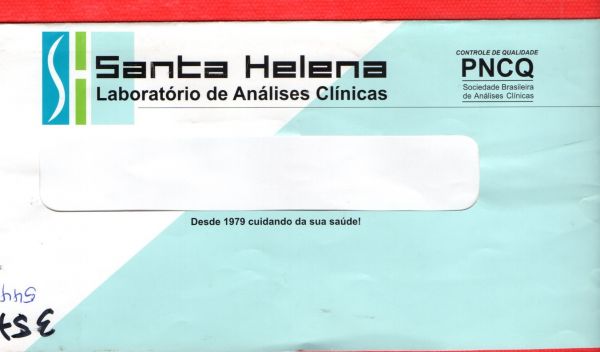 SH Santa Helena
Laboratório de Análises Clínicas
CONTROLE DE QUALIDADE
PNCQ
Sociedade Brasileira
de Análises Clínicas
Desde 1979 cuidando da sua saúde!